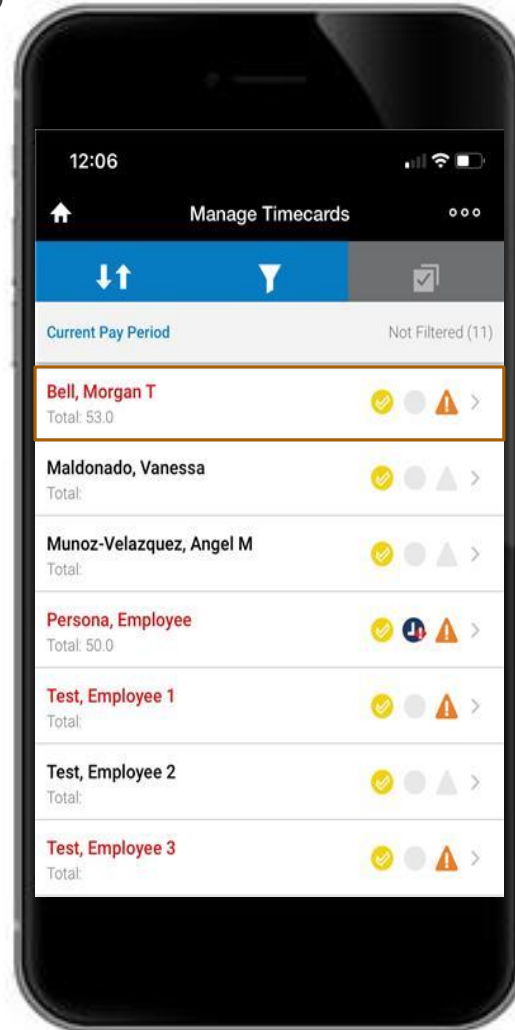 )
12:06
Manage Timecards
Current Pay Period Not Filtered (11)
Bell, Morgan T
Total: 53.0
Maldonado, Vanessa
Total:
Munoz-Velazquez, Angel M
Total:
Persona, Employee
Total: 50.0
Test, Employee 1
Total:
Test, Employee 2
Total:
Test, Employee 3
Total: